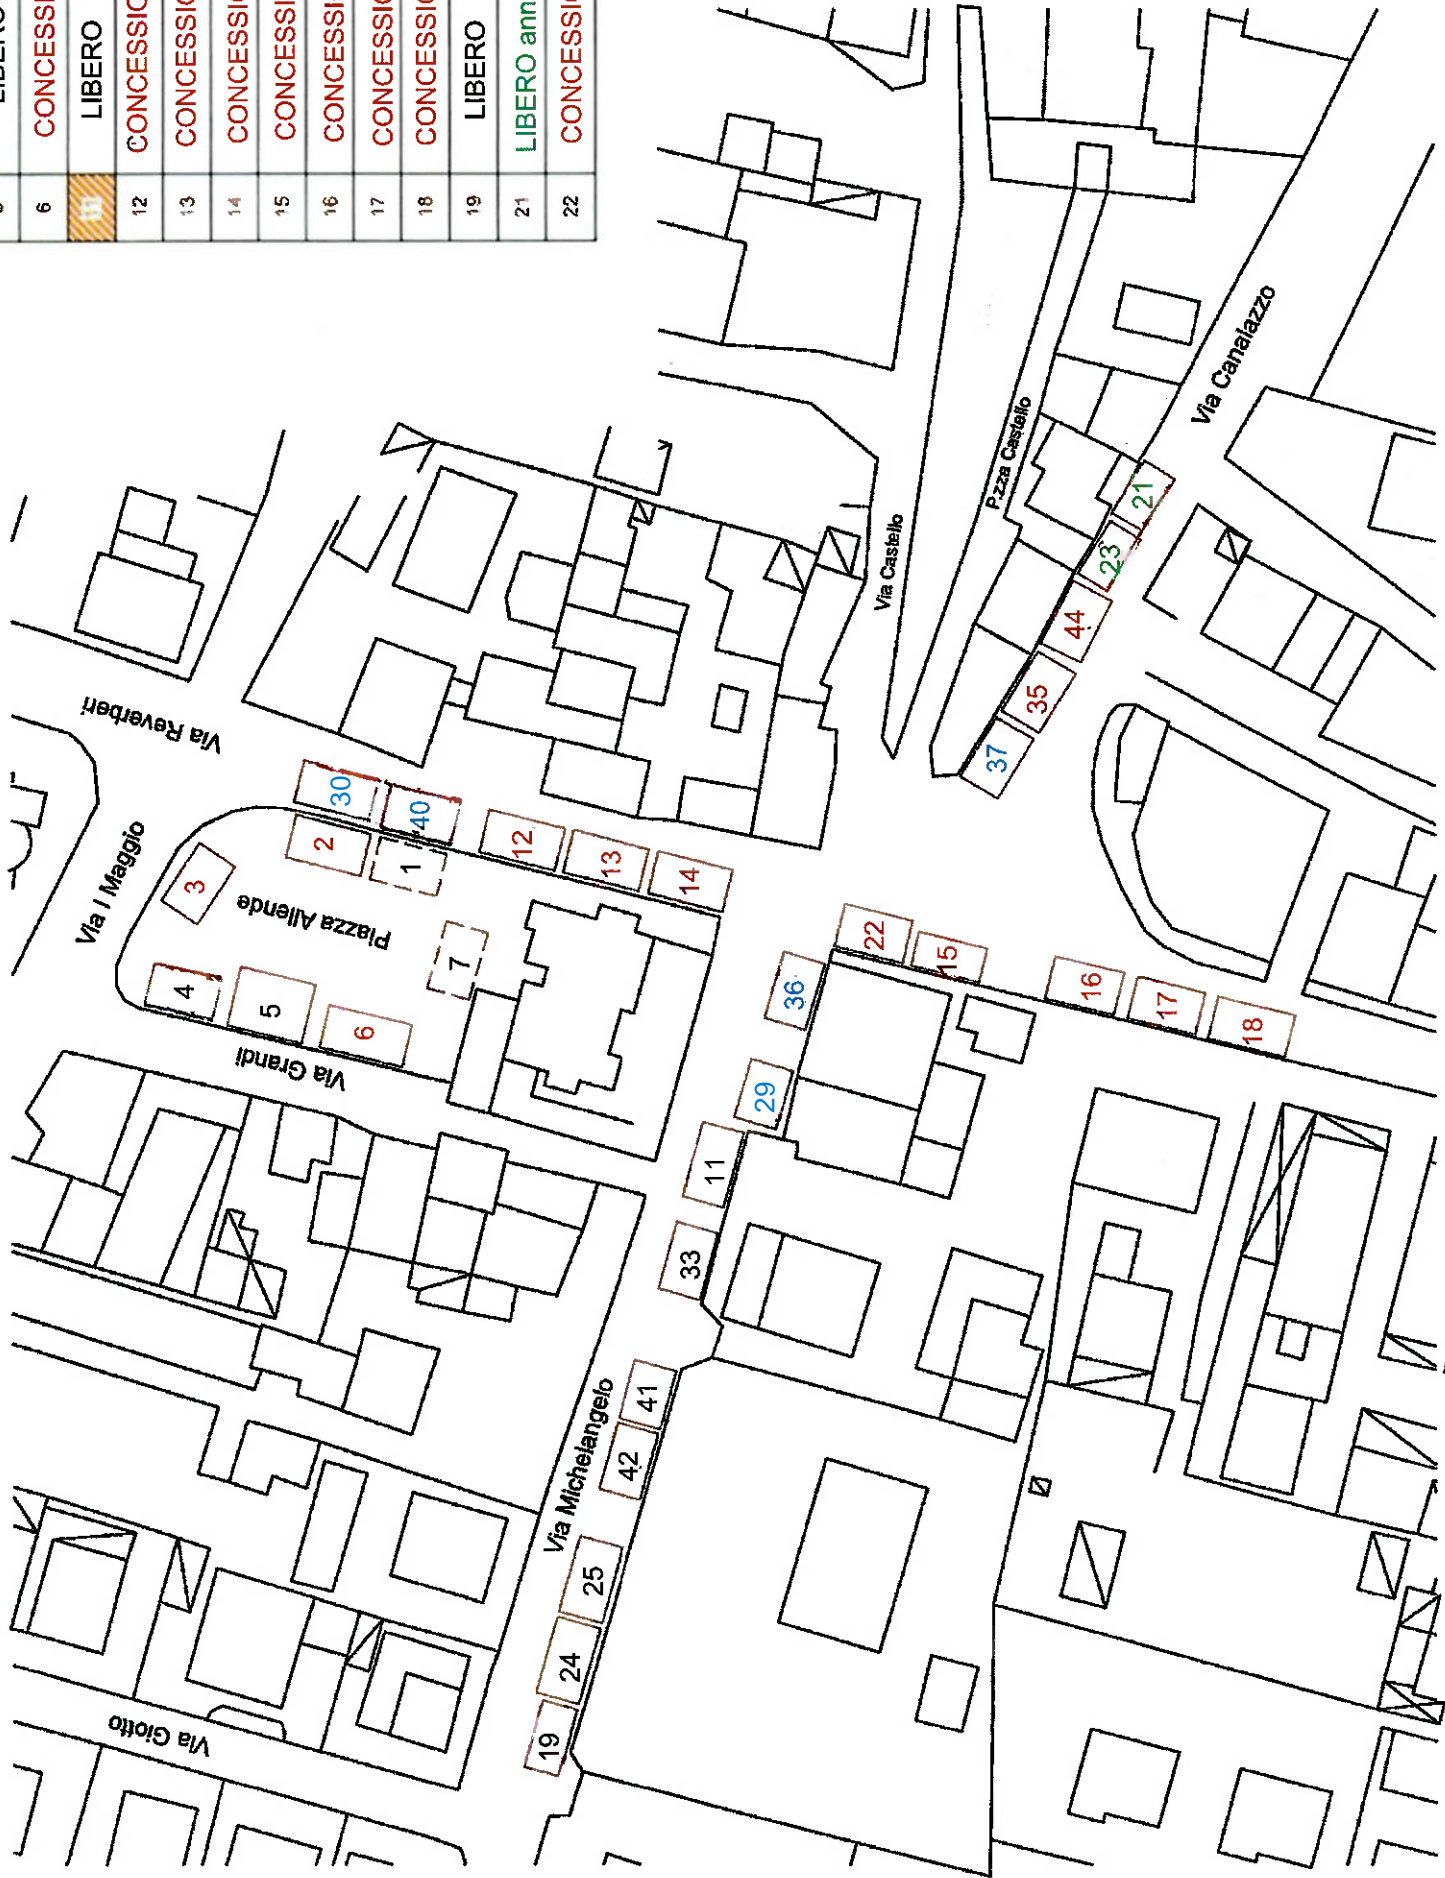 LIBERO
6 CONCESSI
11 LIBERO
12 CONCESSIO
13 CONCESSIO
14 CONCESSI
15 CONCESSI
16 CONCESSI
17 CONCESSI
18 CONCESSI
19 LIBERO
21 LIBERO ann
22 CONCESSIO
Via Giotto
Via Grandi
Via I Maggio
Via Reverberi
Piazza Allende
Via Michelangelo
Via Castello
P.zza Castello
Via Canalazzo
19
24
25
42
41
33
11
29
36
4
5
6
3
7
2
1
30
40
12
13
14
22
15
16
17
18
37
35
44
23
21